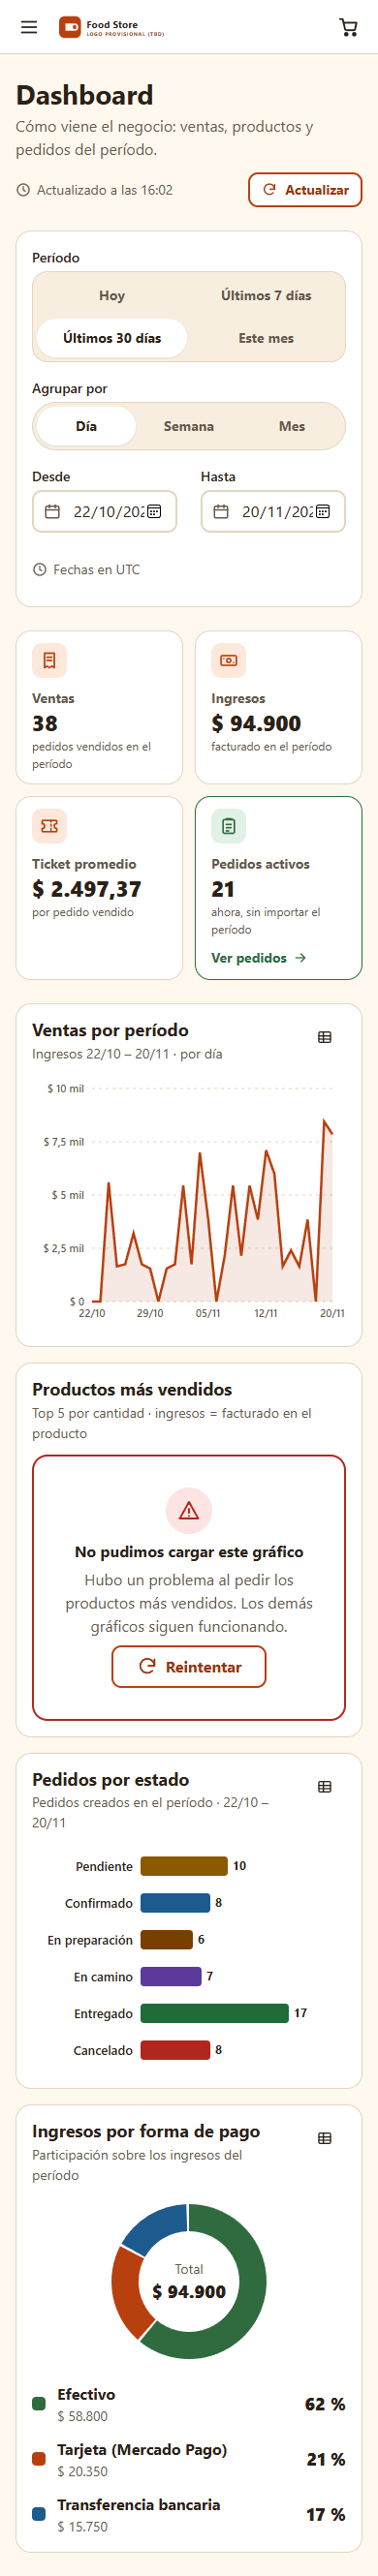 Food Store
LOGO PROVISIONAL (TBD)
Dashboard
Cómo viene el negocio: ventas, productos y
pedidos del período.
Actualizado a las 16:02
Actualizar
Período
Hoy
Últimos 7 días
Últimos 30 días
Este mes
Agrupar por
Día
Semana
Mes
Desde
Hasta
22/10/202
20/11/202
Fechas en UTC
Ventas
38
pedidos vendidos en el
período
Ingresos
$ 94.900
facturado en el período
Ticket promedio
$ 2.497,37
por pedido vendido
Pedidos activos
21
ahora, sin importar el
período
Ver pedidos
Ventas por período
Ingresos 22/10 – 20/11 · por día
$ 10 mil
$ 7,5 mil
$ 5 mil
$ 2,5 mil
$ 0
22/10
29/10
05/11
12/11
20/11
Productos más vendidos
Top 5 por cantidad · ingresos = facturado en el
producto
No pudimos cargar este gráfico
Hubo un problema al pedir los
productos más vendidos. Los demás
gráficos siguen funcionando.
Reintentar
Pedidos por estado
Pedidos creados en el período · 22/10 –
20/11
Pendiente 10
Confirmado 8
En preparación 6
En camino 7
Entregado 17
Cancelado 8
Ingresos por forma de pago
Participación sobre los ingresos del
período
Total
$ 94.900
Efectivo
$ 58.800
62 %
Tarjeta (Mercado Pago)
$ 20.350
21 %
Transferencia bancaria
$ 15.750
17 %